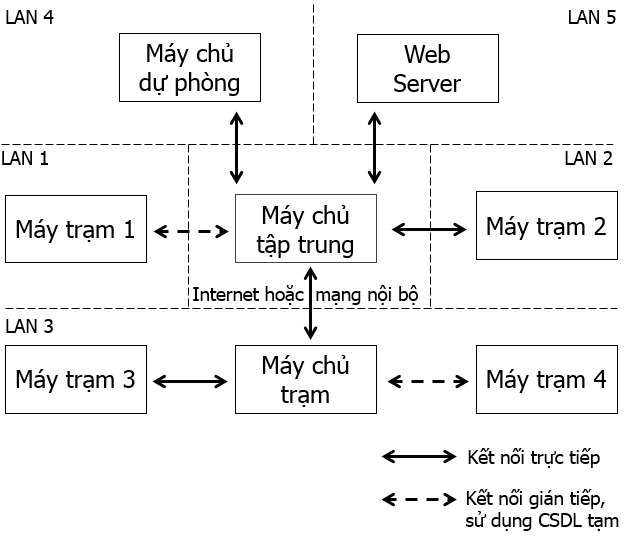 LAN 4
LAN 5
Máy chủ
dự phòng
Web
Server
LAN 1
LAN 2
Máy trạm 1
Máy chủ
tập trung
Máy trạm 2
Internet hoặc mạng nội bộ
LAN 3
Máy trạm 3
Máy chủ
trạm
Máy trạm 4
Kết nối trực tiếp
Kết nối gián tiếp,
sử dụng CSDL tạm